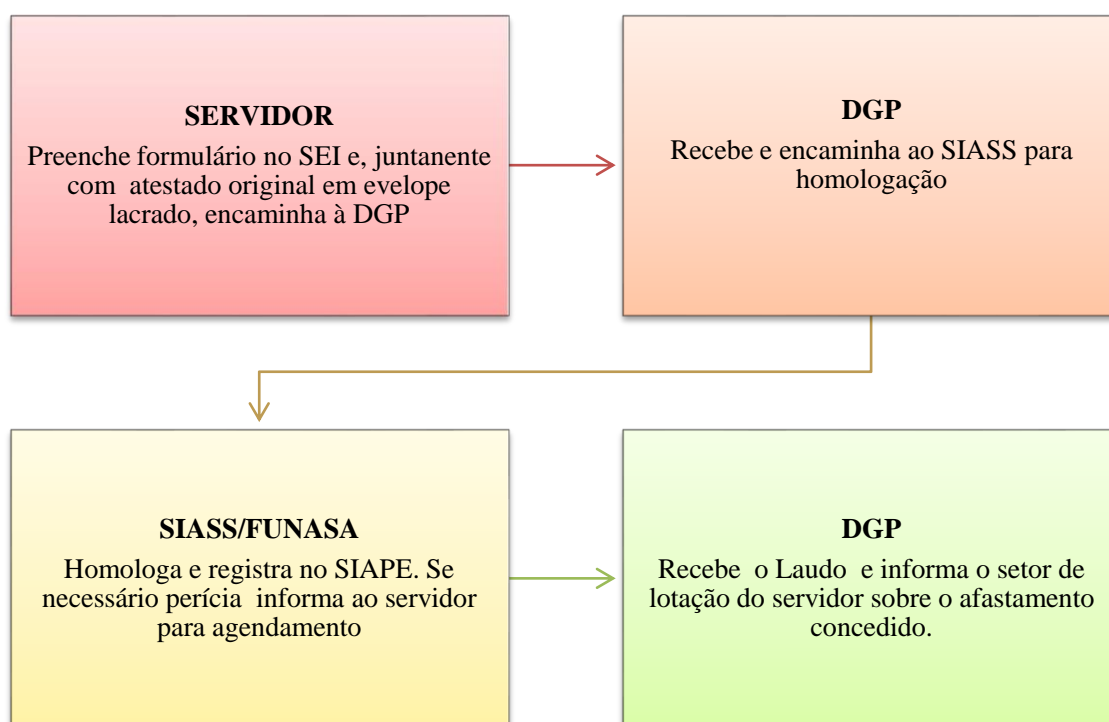 SERVIDOR
Preenche formulário no SEI e, juntanente
com atestado original em evelope
lacrado, encaminha à DGP
DGP
Recebe e encaminha ao SIASS para
homologação
SIASS/FUNASA
Homologa e registra no SIAPE. Se
necessário perícia informa ao servidor
para agendamento
DGP
Recebe o Laudo e informa o setor de
lotação do servidor sobre o afastamento
concedido.